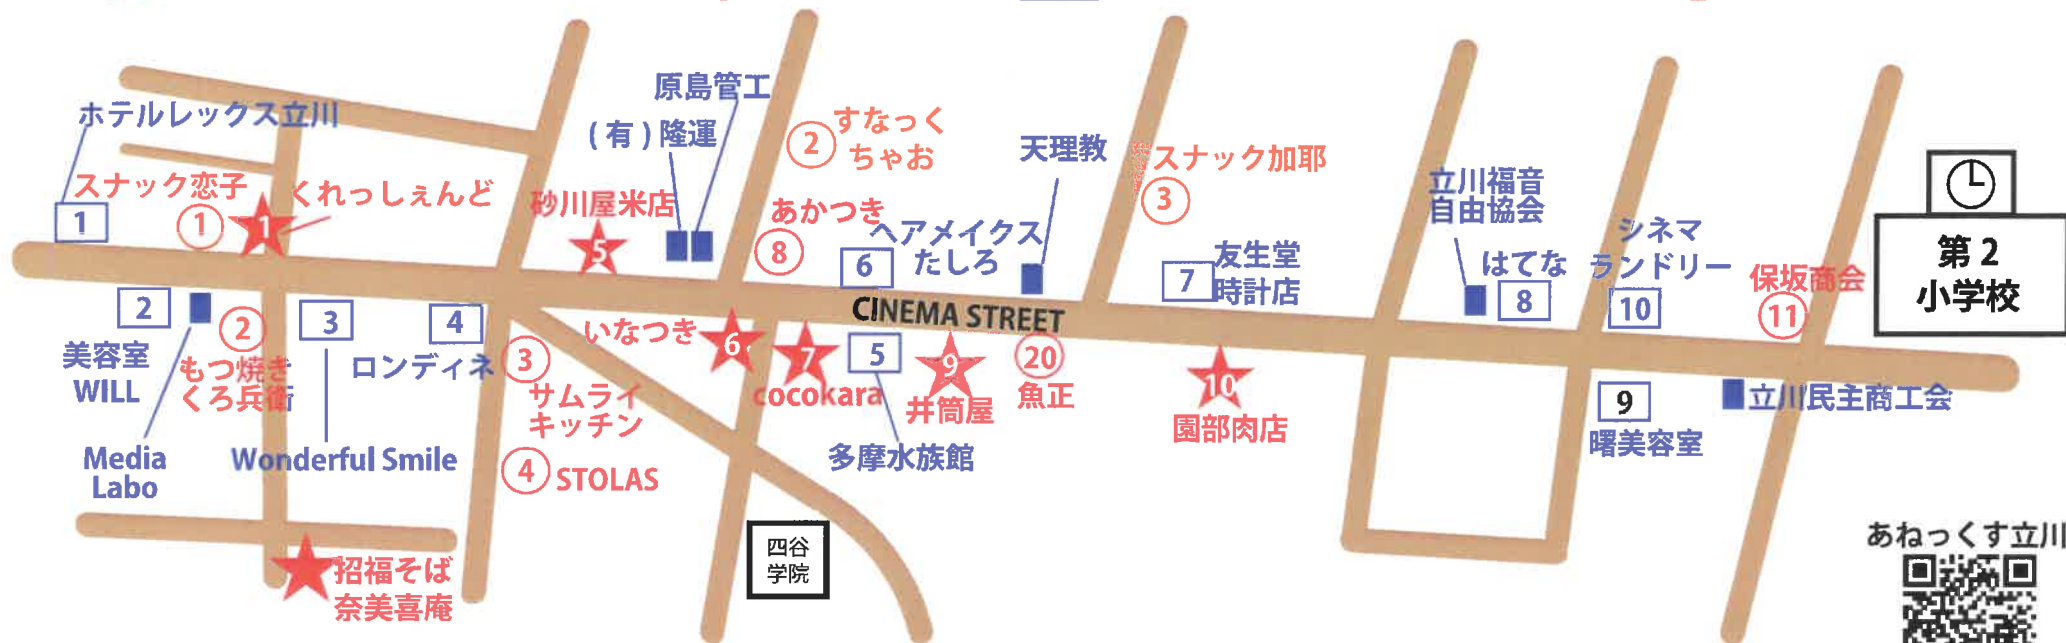 ホテルレックス立川
1
スナック恋子
1
1
くれっしぇんど
砂川屋米店
5
原島管工
(有)隆運
2
すなっく
ちゃお
あかつき
8
6
ヘアメイクス
たしろ
天理教
スナック加耶
3
7
友生堂
時計店
立川福音
自由協会
はてな
8
シネマ
ランドリー
10
保坂商会
11
第2
小学校
CINEMA STREET
2
美容室
WILL
Media
Labo
2
もつ焼き
くろ兵衛
3
Wonderful Smile
4
ロンディネ
3
サムライ
キッチン
4
STOLAS
いなつき
6
7
cocokara
5
多摩水族館
9
井筒屋
20
魚正
10
園部肉店
9
曙美容室
立川民主商工会
招福そば
奈美喜庵
四谷
学院
あねっくす立川